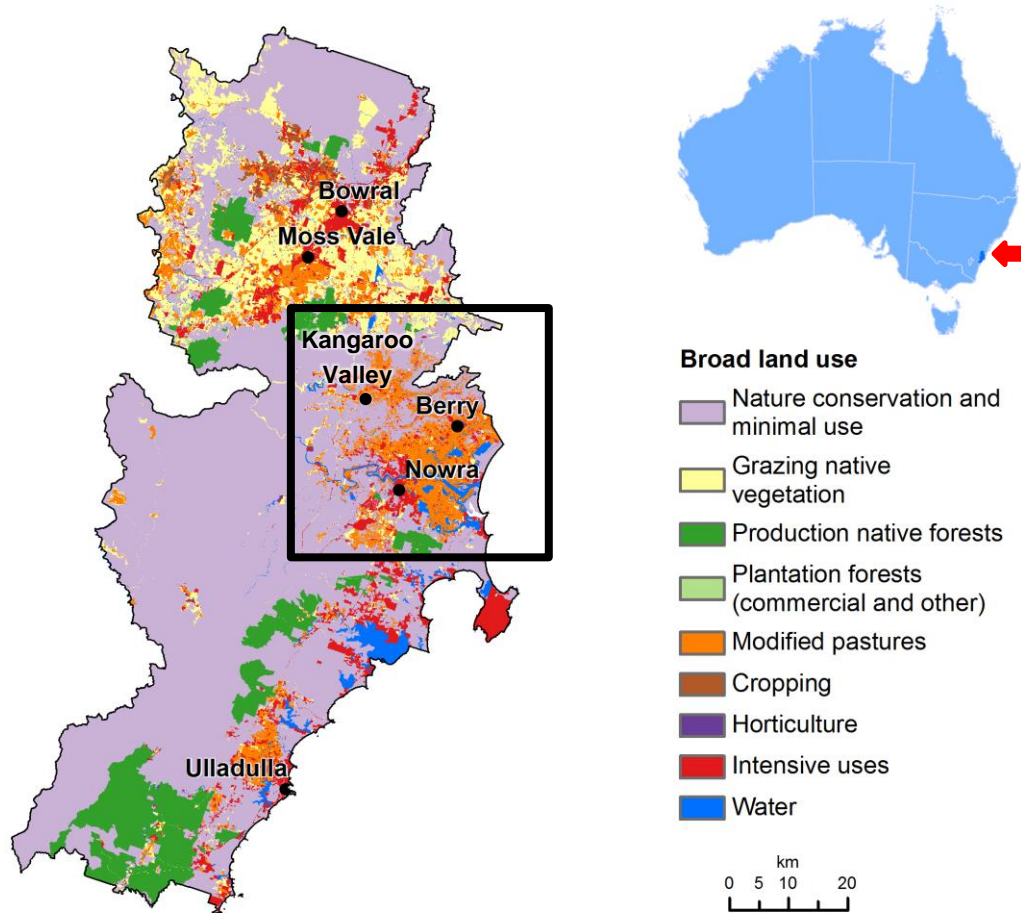 Bowral
Moss Vale
Kangaroo
Valley
Berry
Nowra
Ulladulla
Broad land use
Nature conservation and
minimal use
Grazing native
vegetation
Production native forests
Plantation forests
(commercial and other)
Modified pastures
Cropping
Horticulture
Intensive uses
Water
km
0 5 10 20